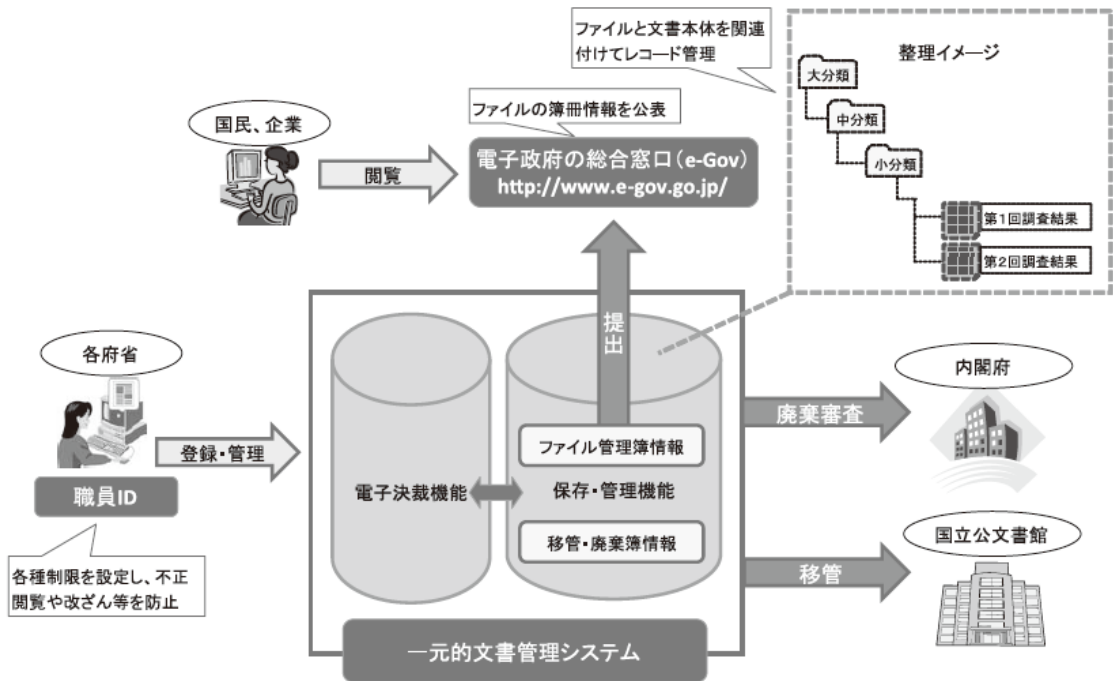 ファイルと文書本体を関連
付けてレコード管理
整理イメージ
大分類
中分類
小分類
第1回調査結果
第2回調査結果
国民、企業
ファイルの簿冊情報を公表
閲覧
電子政府の総合窓口(e-Gov)
http://www.e-gov.go.jp/
提出
各府省
登録・管理
職員ID
各種制限を設定し、不正
閲覧や改ざん等を防止
電子決裁機能
ファイル管理簿情報
保存・管理機能
移管・廃棄簿情報
一元的文書管理システム
廃棄審査
内閣府
移管
国立公文書館